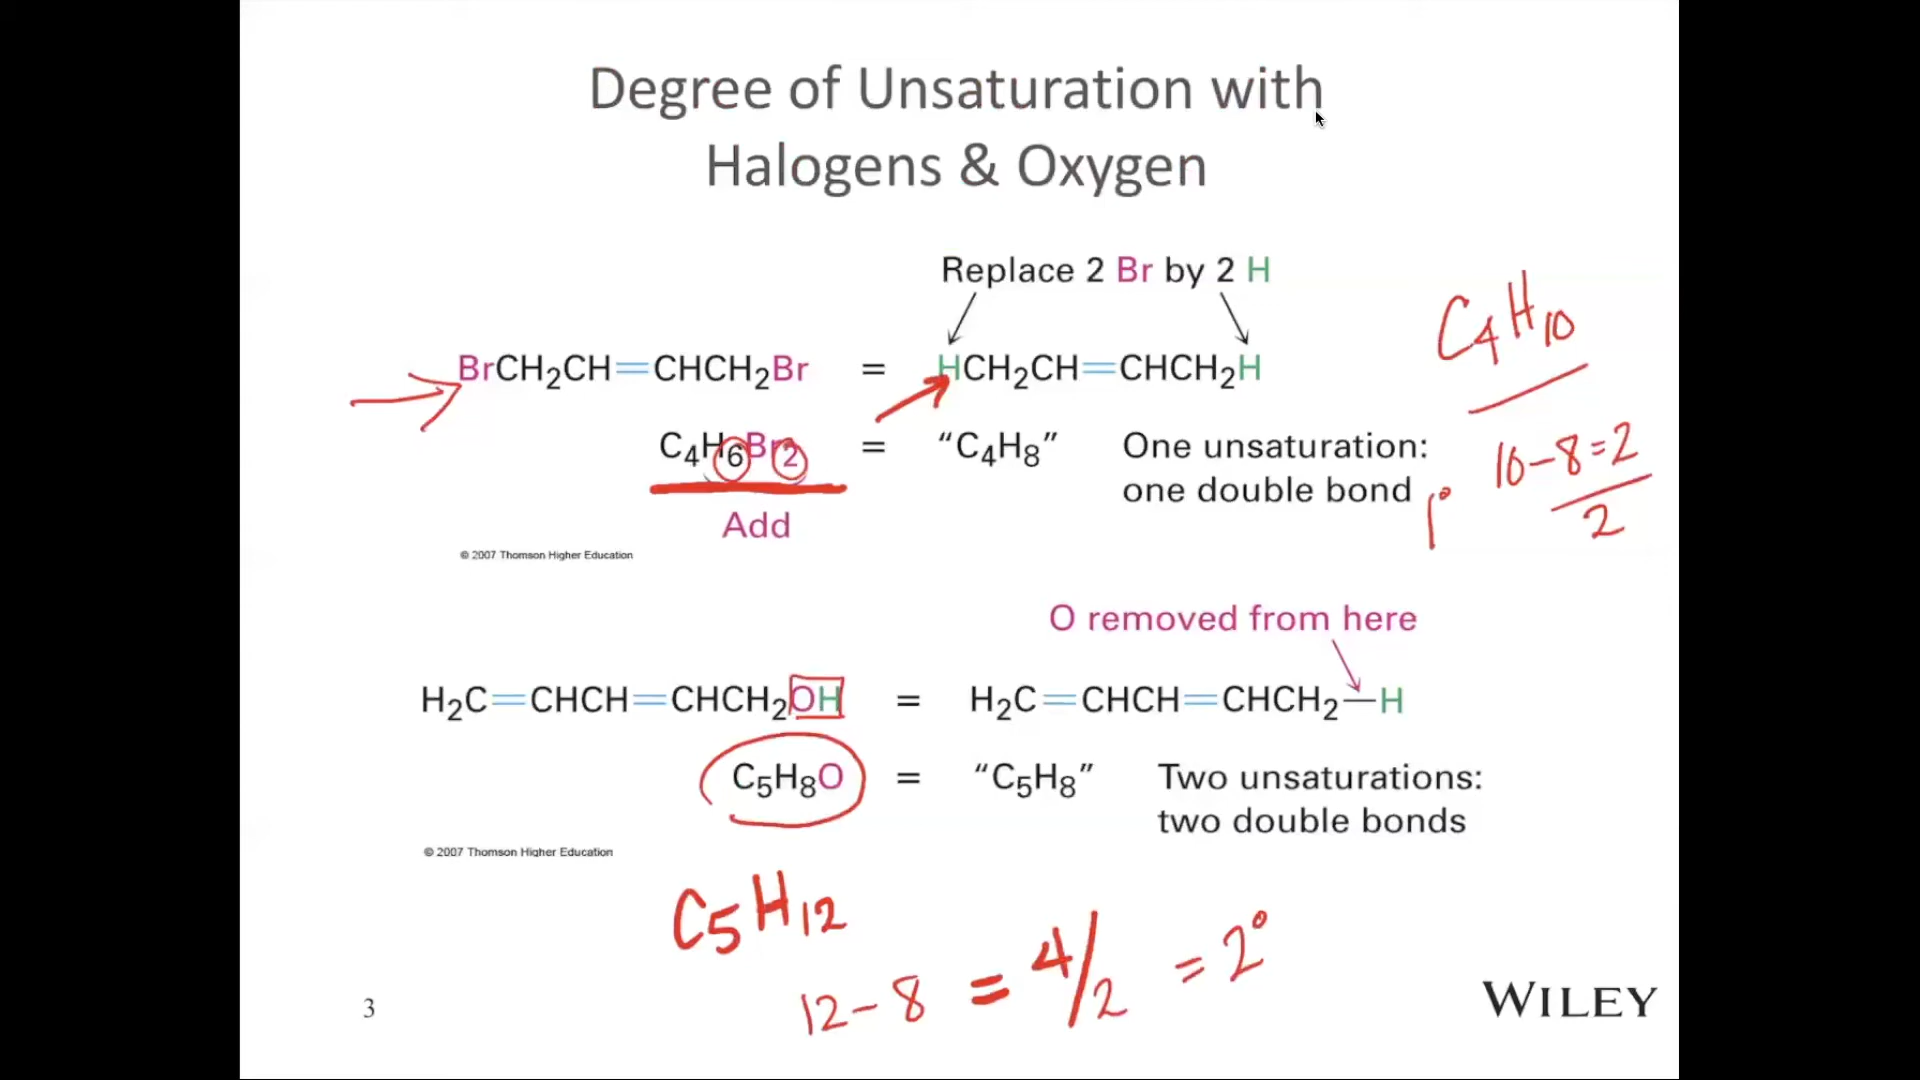 Degree of Unsaturation with
Halogens & Oxygen
Replace 2 Br by 2 H
C₄H₁₀
BrCH₂CH=CHCH₂Br = HCH₂CH=CHCH₂H
C₄H₆Br₂ = “C₄H₈” One unsaturation:
one double bond
10-8=2
2
1°
Add
© 2007 Thomson Higher Education
O removed from here
H₂C=CHCH=CHCH₂OH = H₂C=CHCH=CHCH₂—H
C₅H₈O = “C₅H₈” Two unsaturations:
two double bonds
© 2007 Thomson Higher Education
C₅H₁₂
12-8 = 4/2 = 2°
3
WILEY